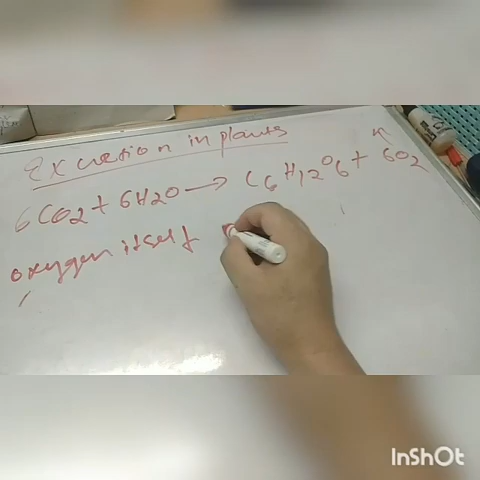 Excretion in plants
6CO2 + 6H2O → C6H12O6 + 6O2
oxygen itself
InShOt